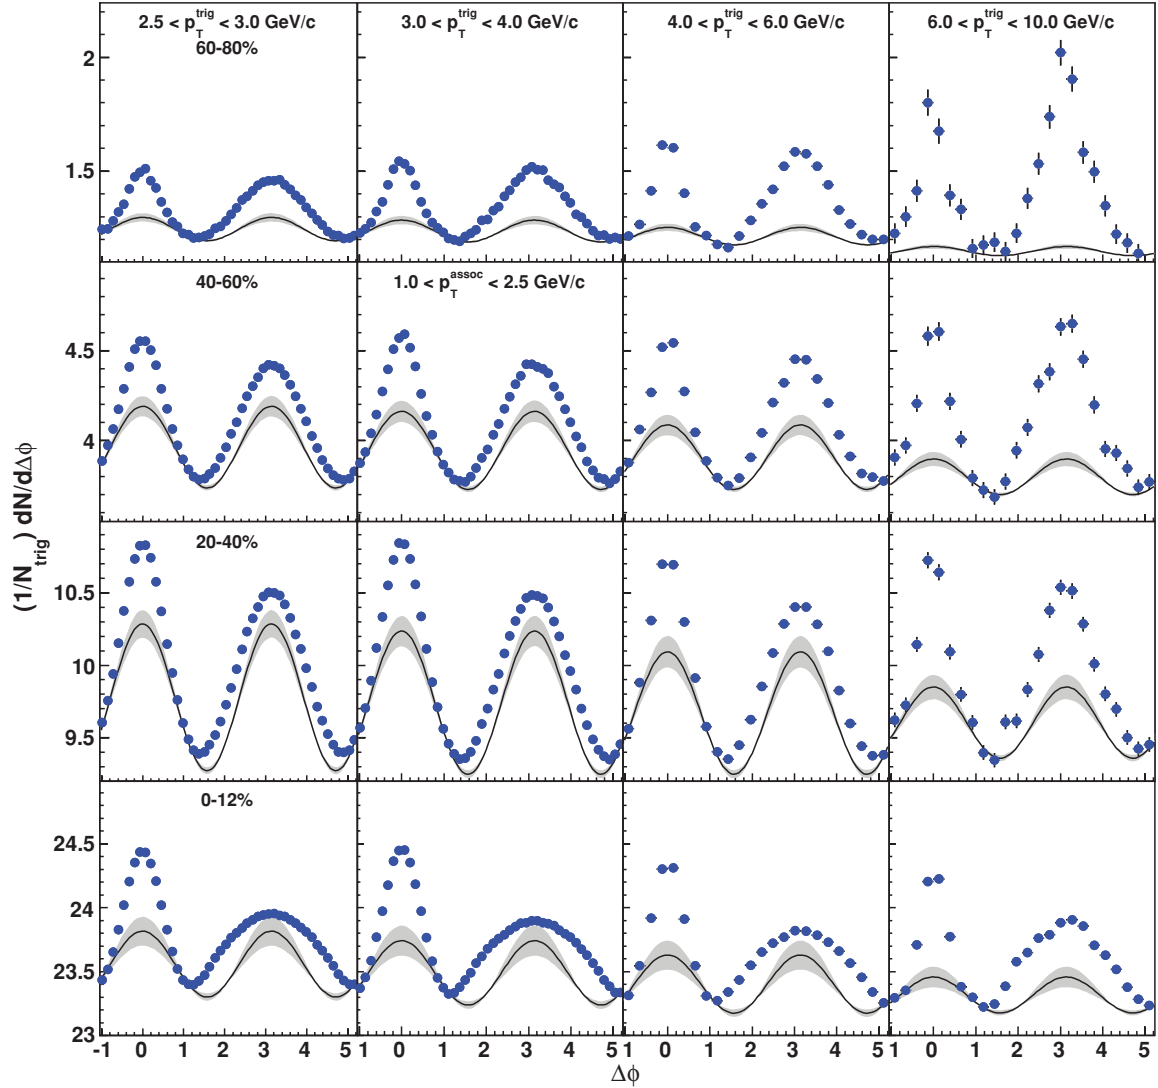 2.5 < p_T^trig < 3.0 GeV/c
3.0 < p_T^trig < 4.0 GeV/c
4.0 < p_T^trig < 6.0 GeV/c
6.0 < p_T^trig < 10.0 GeV/c
60-80%
2
1.5
40-60%
1.0 < p_T^assoc < 2.5 GeV/c
4.5
4
(1/N_trig) dN/dΔϕ
20-40%
10.5
10
9.5
0-12%
24.5
24
23.5
23
-1 0 1 2 3 4 5 1 0 1 2 3 4 5 1 0 1 2 3 4 5 1 0 1 2 3 4 5
Δϕ